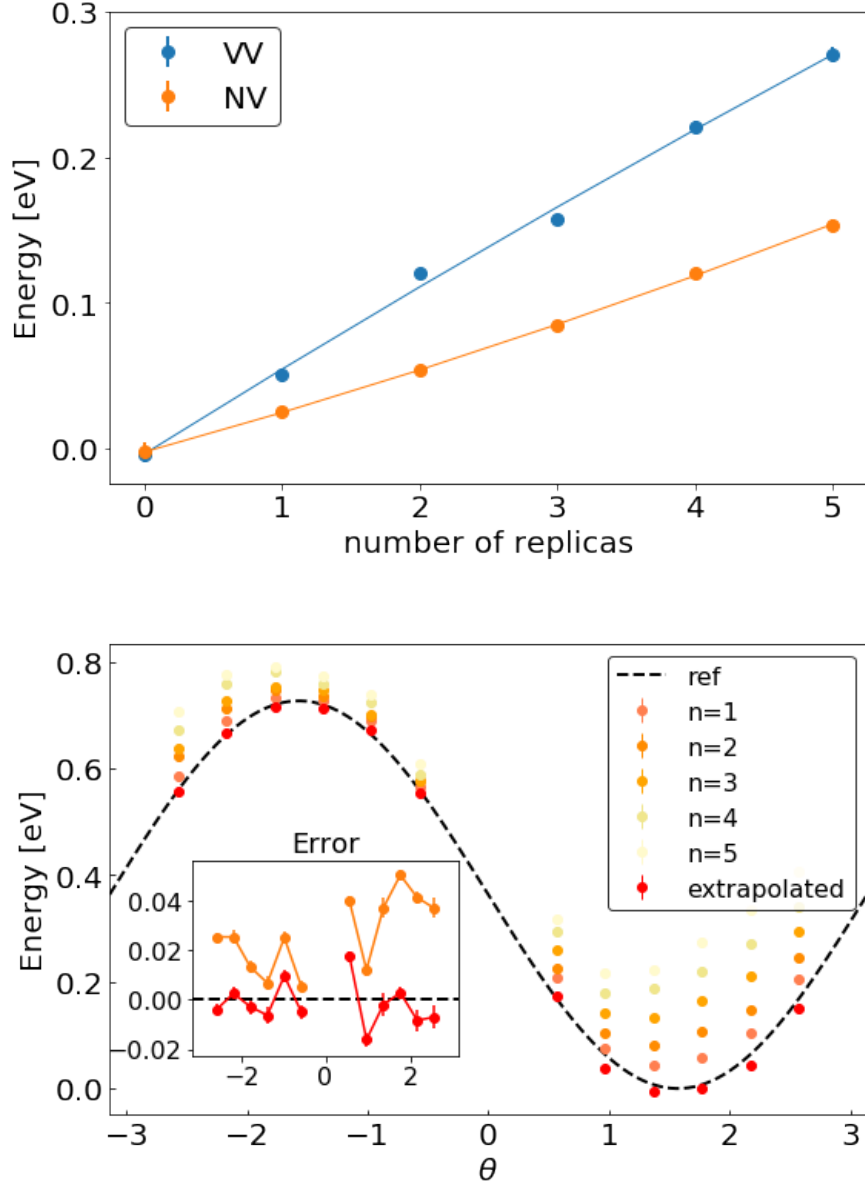 0.3
VV
NV
0.2
0.1
0.0
Energy [eV]
0 1 2 3 4 5
number of replicas
0.8
0.6
0.4
0.2
0.0
Energy [eV]
ref
n=1
n=2
n=3
n=4
n=5
extrapolated
Error
0.04
0.02
0.00
−0.02
−2 0 2
−3 −2 −1 0 1 2 3
θ